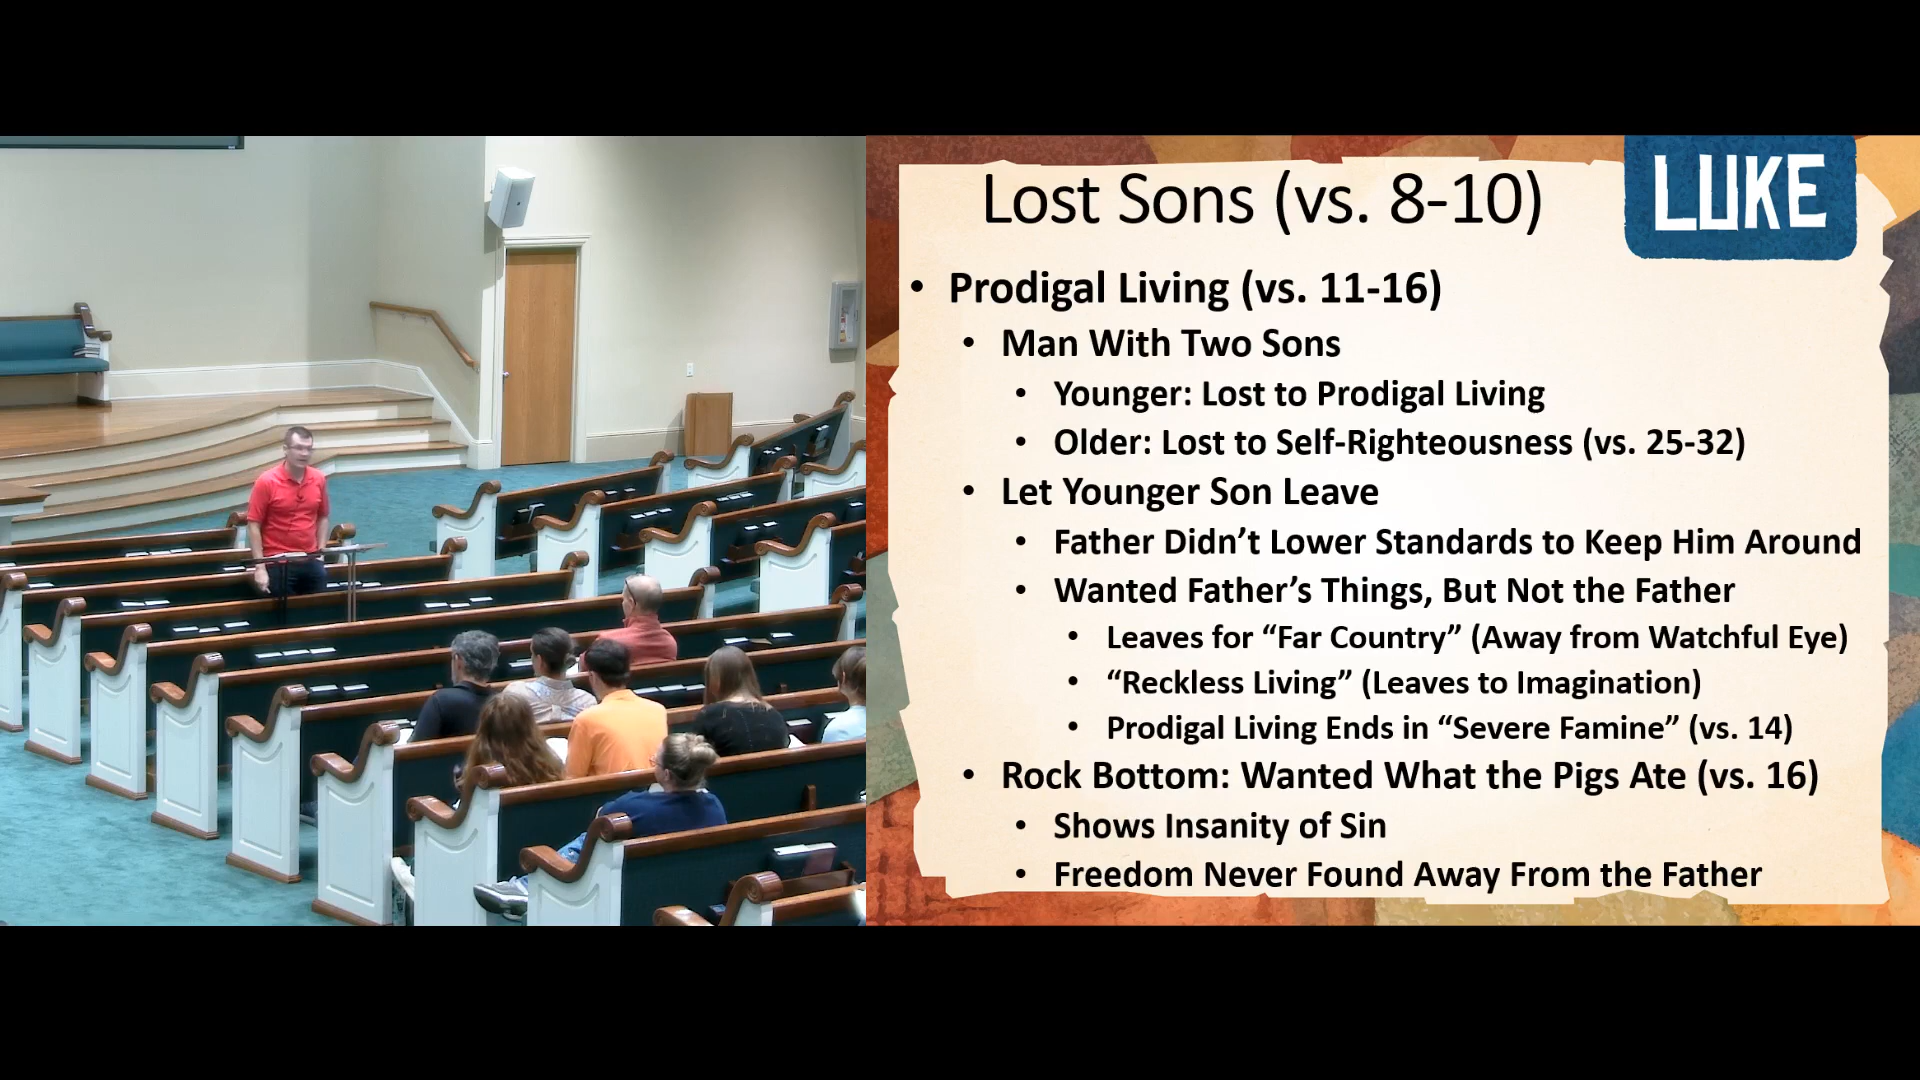 LUKE
Lost Sons (vs. 8-10)
• Prodigal Living (vs. 11-16)
• Man With Two Sons
• Younger: Lost to Prodigal Living
• Older: Lost to Self-Righteousness (vs. 25-32)
• Let Younger Son Leave
• Father Didn’t Lower Standards to Keep Him Around
• Wanted Father’s Things, But Not the Father
• Leaves for “Far Country” (Away from Watchful Eye)
• “Reckless Living” (Leaves to Imagination)
• Prodigal Living Ends in “Severe Famine” (vs. 14)
• Rock Bottom: Wanted What the Pigs Ate (vs. 16)
• Shows Insanity of Sin
• Freedom Never Found Away From the Father